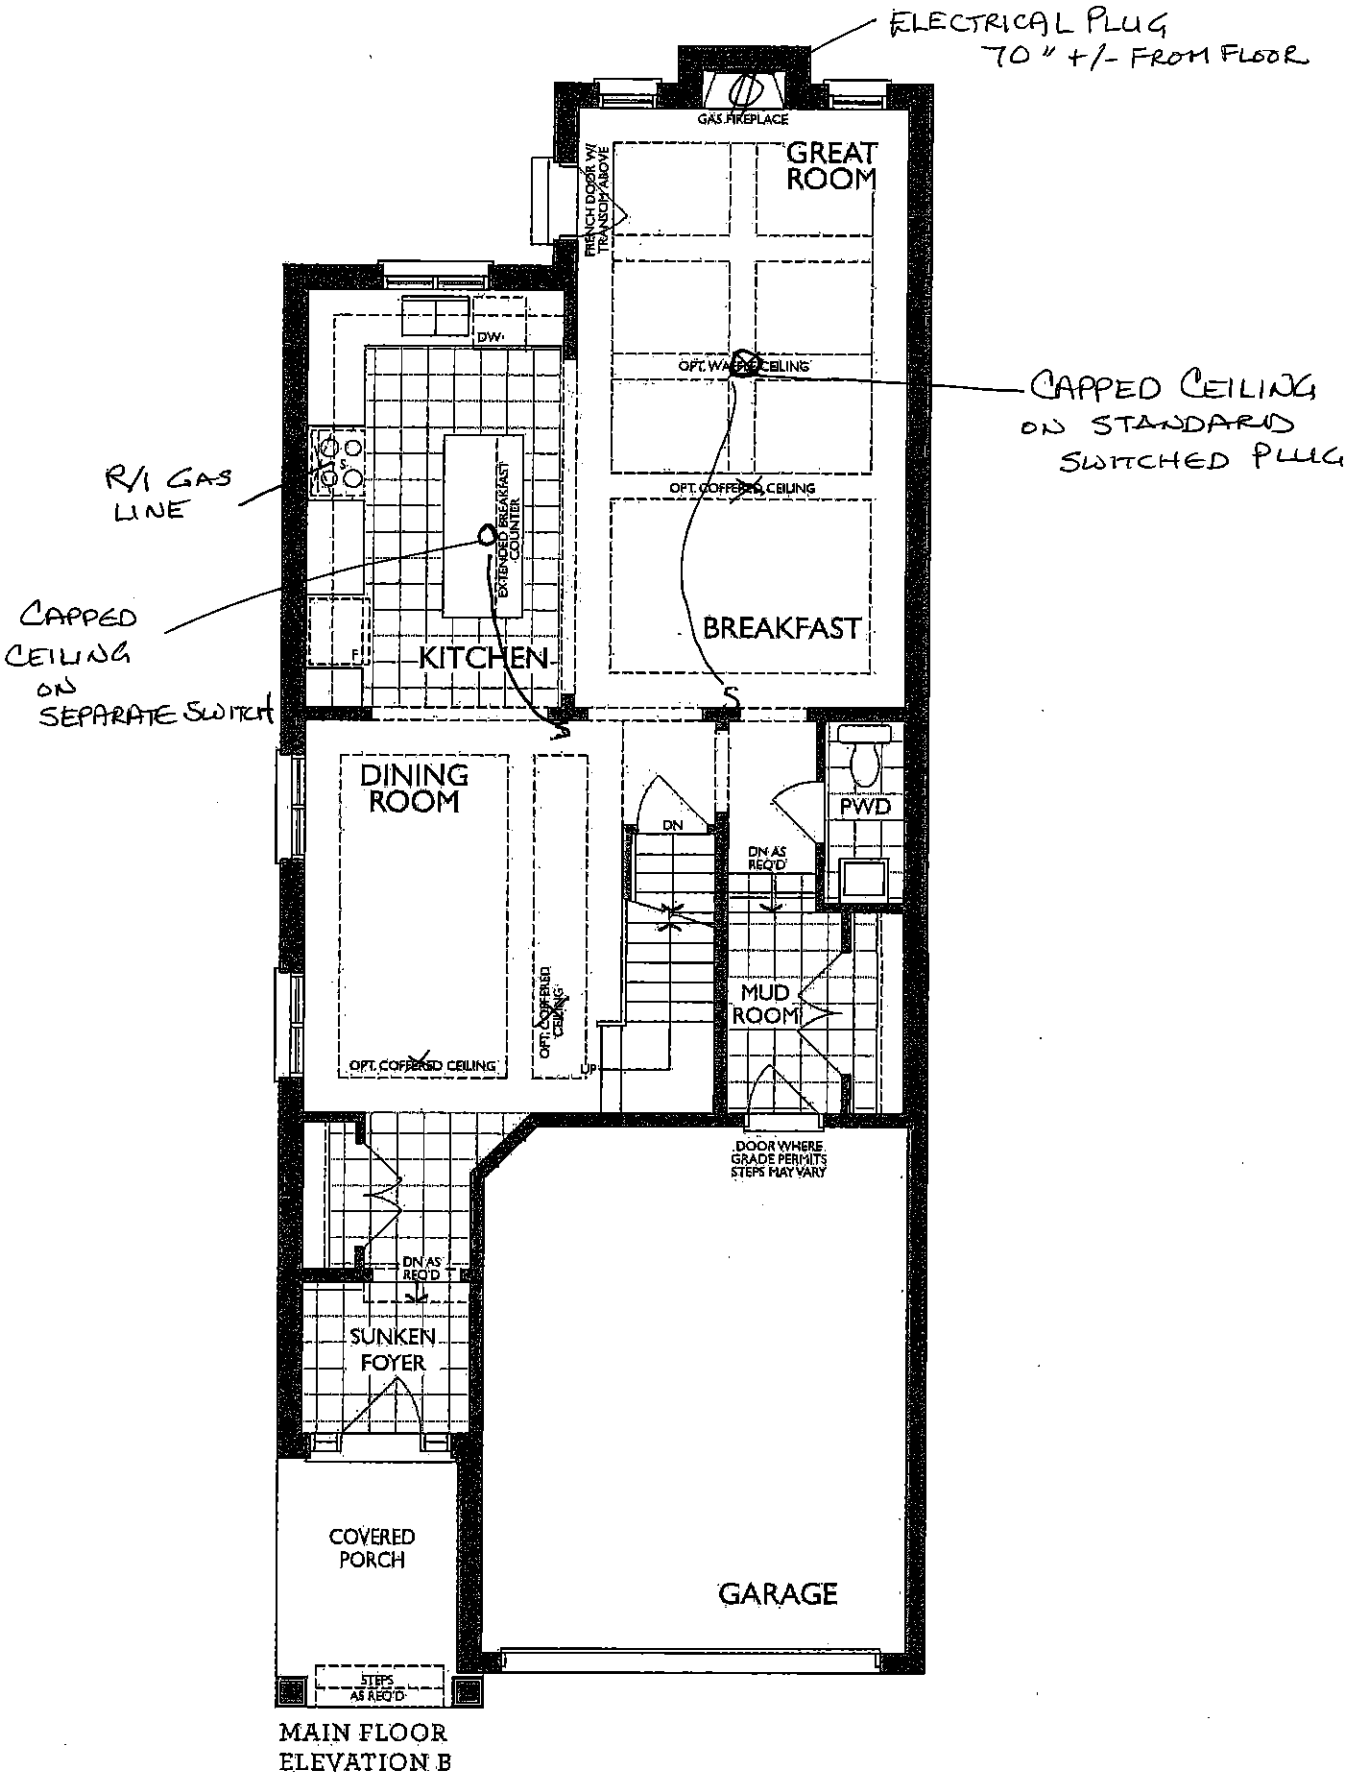 ELECTRICAL PLUG
70" +/- FROM FLOOR
GAS FIREPLACE
GREAT
ROOM
FRENCH DOOR W/
TRANSOM ABOVE
DW
OPT. WAFFLE CEILING
CAPPED CEILING
ON STANDARD
SWITCHED PLUG
R/I GAS
LINE
S
OPT. COFFERED CEILING
EXTENDED BREAKFAST
COUNTER
CAPPED
CEILING
ON
SEPARATE SWITCH
F
KITCHEN
BREAKFAST
S
S
DINING
ROOM
PWD
DN
DN AS
REQ'D
MUD
ROOM
OPT. COFFERED
CEILING
OPT. COFFERED CEILING
UP
DOOR WHERE
GRADE PERMITS
STEPS MAY VARY
DN AS
REQ'D
SUNKEN
FOYER
COVERED
PORCH
GARAGE
STEPS
AS REQ'D
MAIN FLOOR
ELEVATION B